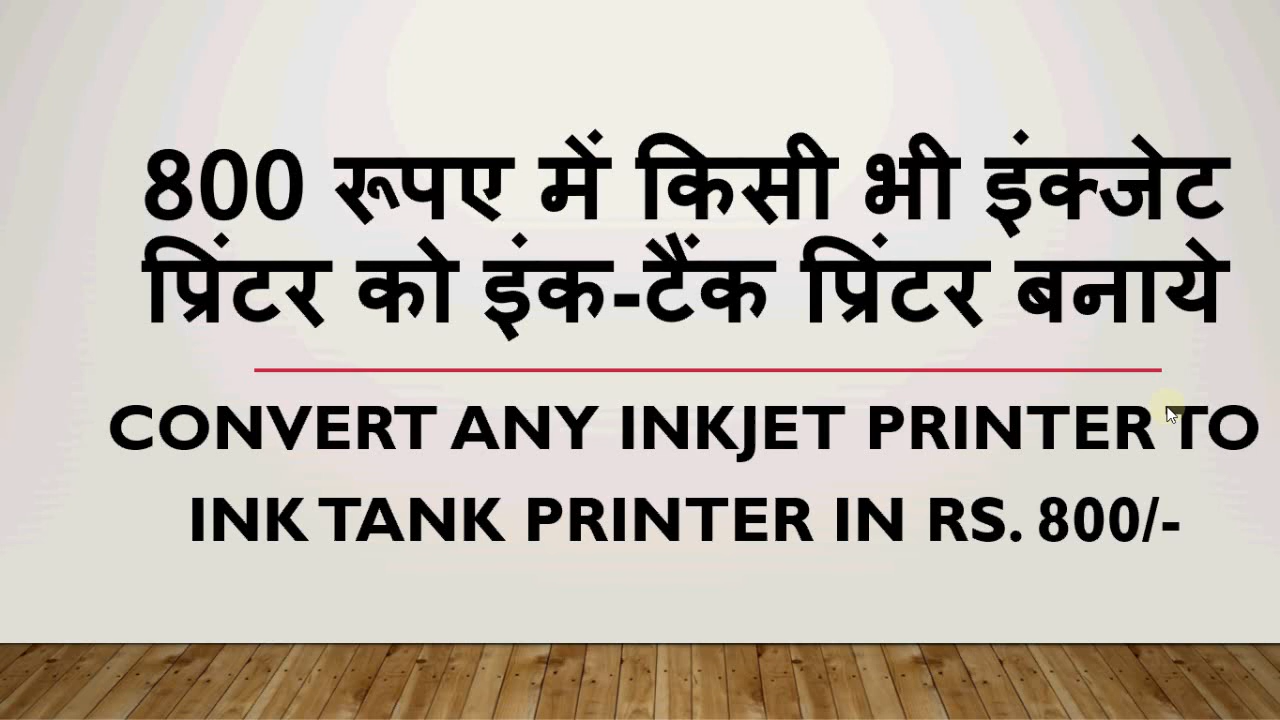 800 रूपए में किसी भी इंक्जेट
प्रिंटर को इंक-टैंक प्रिंटर बनाये
CONVERT ANY INKJET PRINTER TO
INK TANK PRINTER IN RS. 800/-